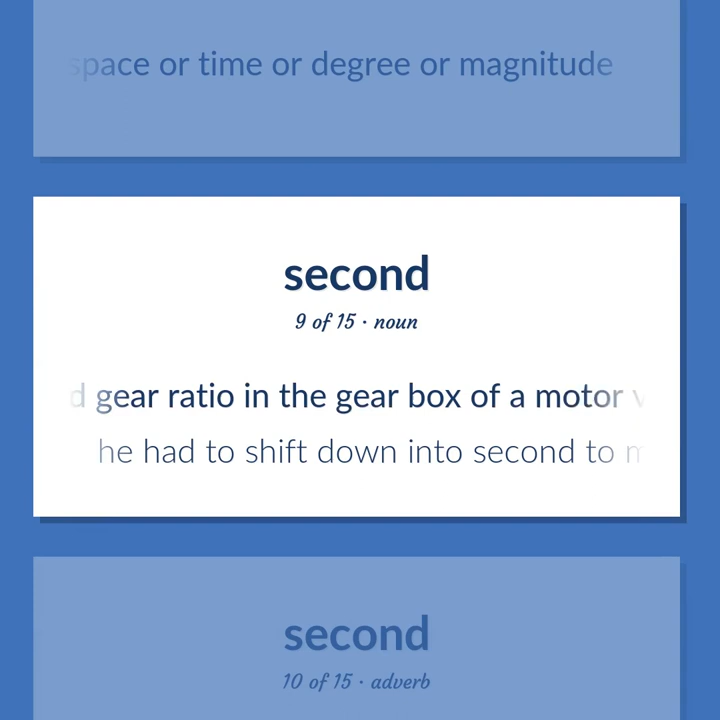 space or time or degree or magnitude
second
9 of 15 · noun
gear ratio in the gear box of a motor
he had to shift down into second to
second
10 of 15 · adverb